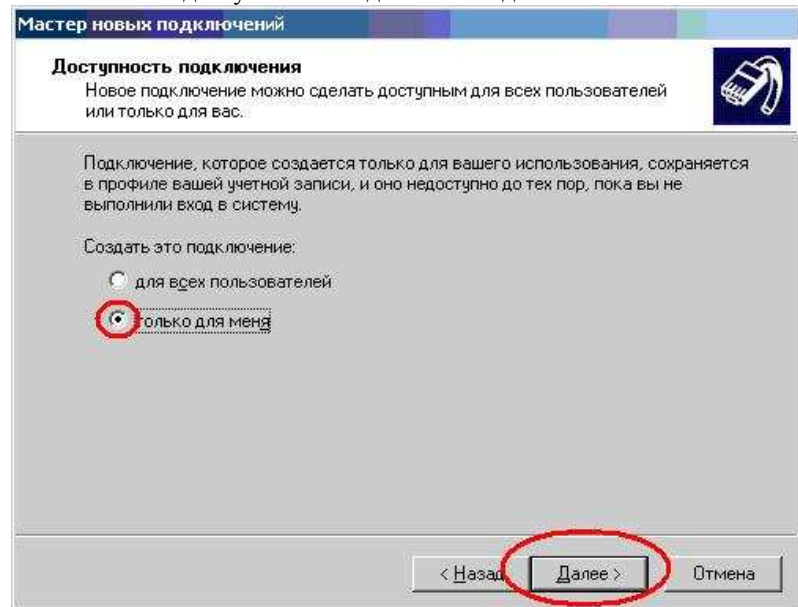 Мастер новых подключений
Доступность подключения
Новое подключение можно сделать доступным для всех пользователей
или только для вас.
Подключение, которое создается только для вашего использования, сохраняется
в профиле вашей учетной записи, и оно недоступно до тех пор, пока вы не
выполнили вход в систему.
Создать это подключение:
для всех пользователей
только для меня
< Назад
Далее >
Отмена